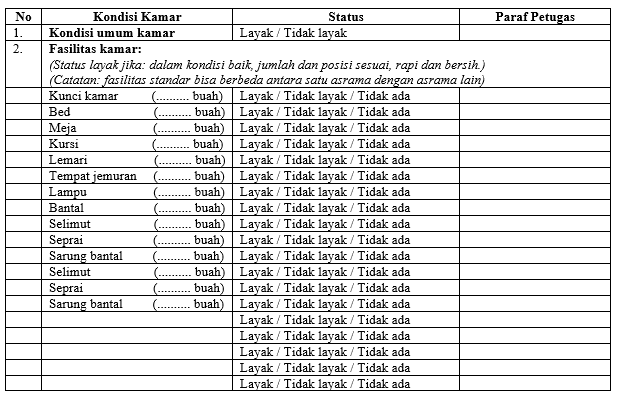 No Kondisi Kamar Status Paraf Petugas
1. Kondisi umum kamar Layak / Tidak layak
2. Fasilitas kamar:
(Status layak jika: dalam kondisi baik, jumlah dan posisi sesuai, rapi dan bersih.)
(Catatan: fasilitas standar bisa berbeda antara satu asrama dengan asrama lain)
Kunci kamar (.......... buah) Layak / Tidak layak / Tidak ada
Bed (.......... buah) Layak / Tidak layak / Tidak ada
Meja (.......... buah) Layak / Tidak layak / Tidak ada
Kursi (.......... buah) Layak / Tidak layak / Tidak ada
Lemari (.......... buah) Layak / Tidak layak / Tidak ada
Tempat jemuran (.......... buah) Layak / Tidak layak / Tidak ada
Lampu (.......... buah) Layak / Tidak layak / Tidak ada
Bantal (.......... buah) Layak / Tidak layak / Tidak ada
Selimut (.......... buah) Layak / Tidak layak / Tidak ada
Seprai (.......... buah) Layak / Tidak layak / Tidak ada
Sarung bantal (.......... buah) Layak / Tidak layak / Tidak ada
Selimut (.......... buah) Layak / Tidak layak / Tidak ada
Seprai (.......... buah) Layak / Tidak layak / Tidak ada
Sarung bantal (.......... buah) Layak / Tidak layak / Tidak ada
Layak / Tidak layak / Tidak ada
Layak / Tidak layak / Tidak ada
Layak / Tidak layak / Tidak ada
Layak / Tidak layak / Tidak ada
Layak / Tidak layak / Tidak ada